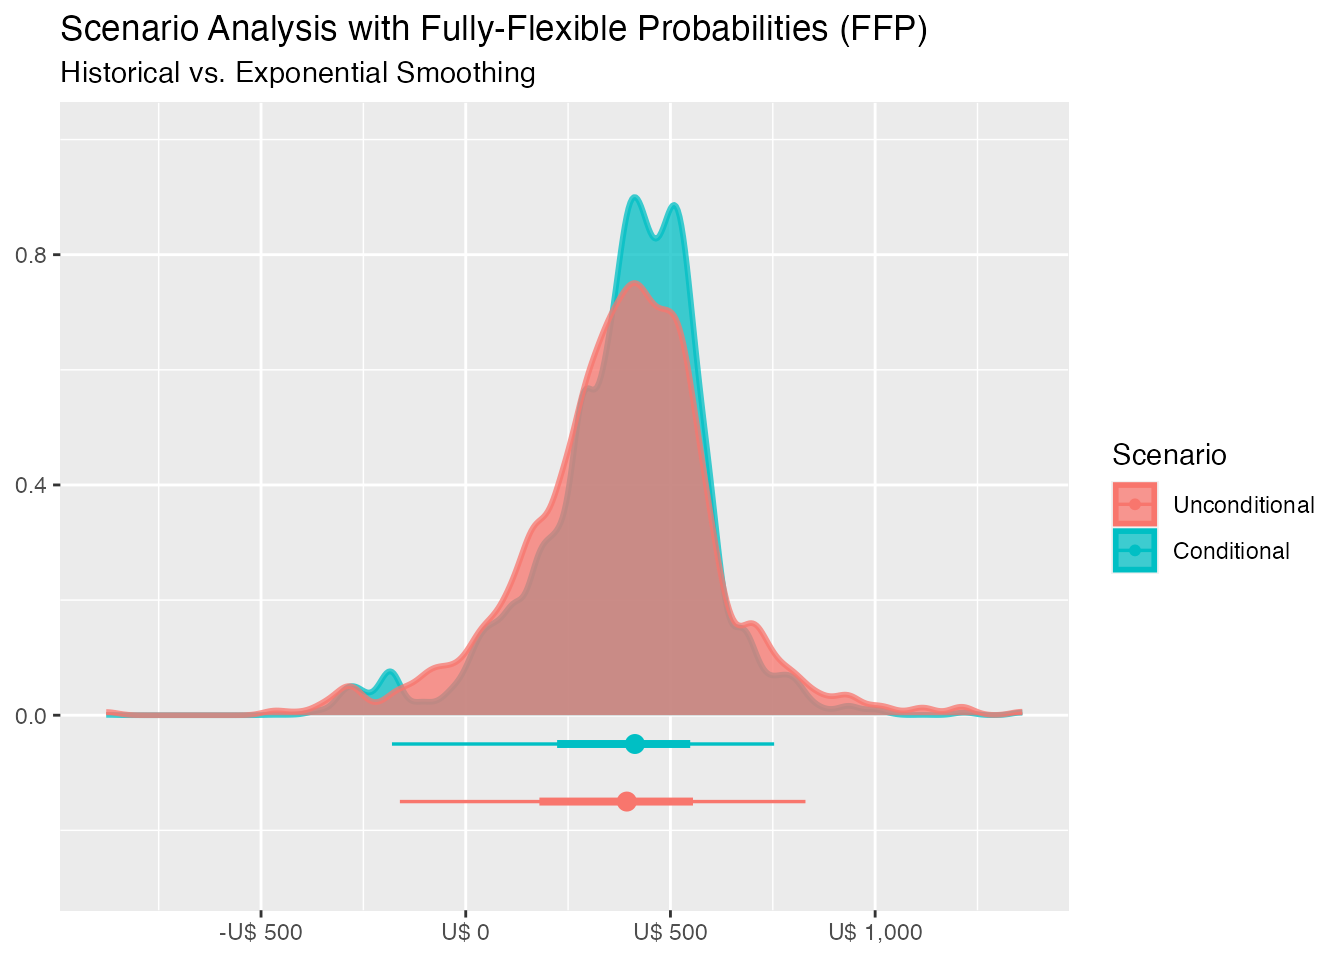 Scenario Analysis with Fully-Flexible Probabilities (FFP)
Historical vs. Exponential Smoothing
0.8
0.4
0.0
-U$ 500
U$ 0
U$ 500
U$ 1,000
Scenario
Unconditional
Conditional